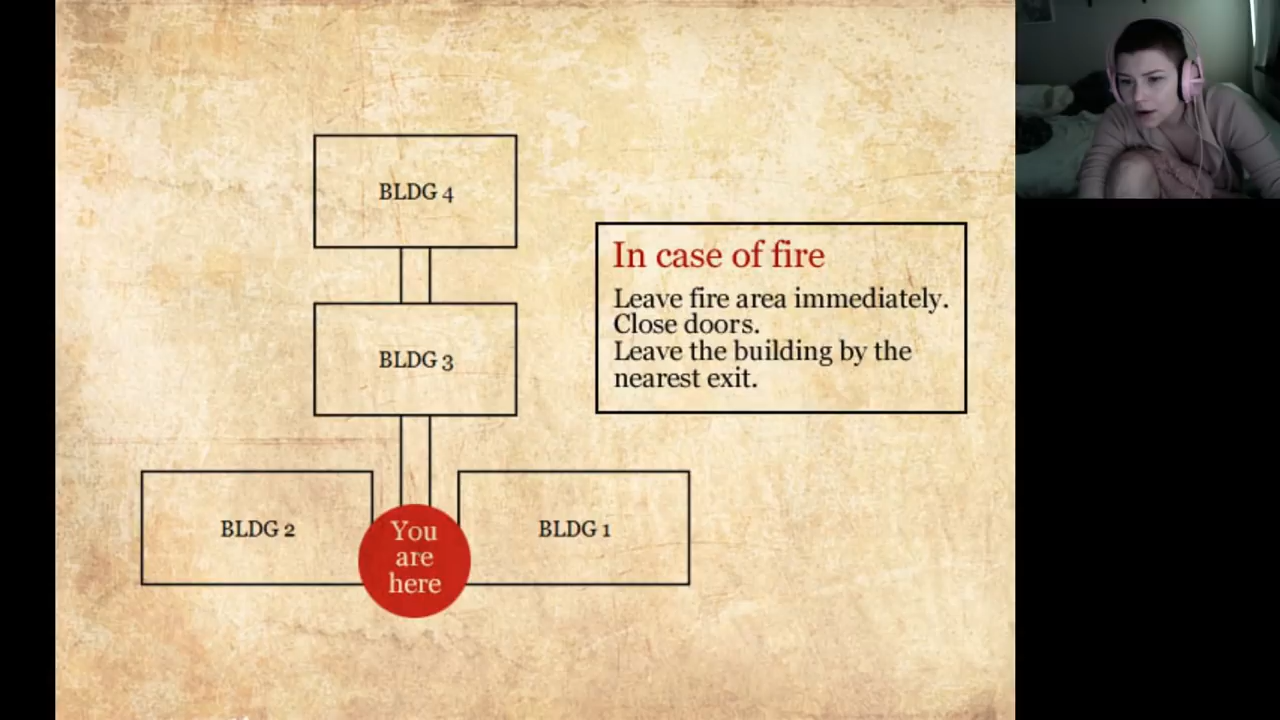 BLDG 4
In case of fire
Leave fire area immediately.
Close doors.
Leave the building by the
nearest exit.
BLDG 3
BLDG 2
You
are
here
BLDG 1